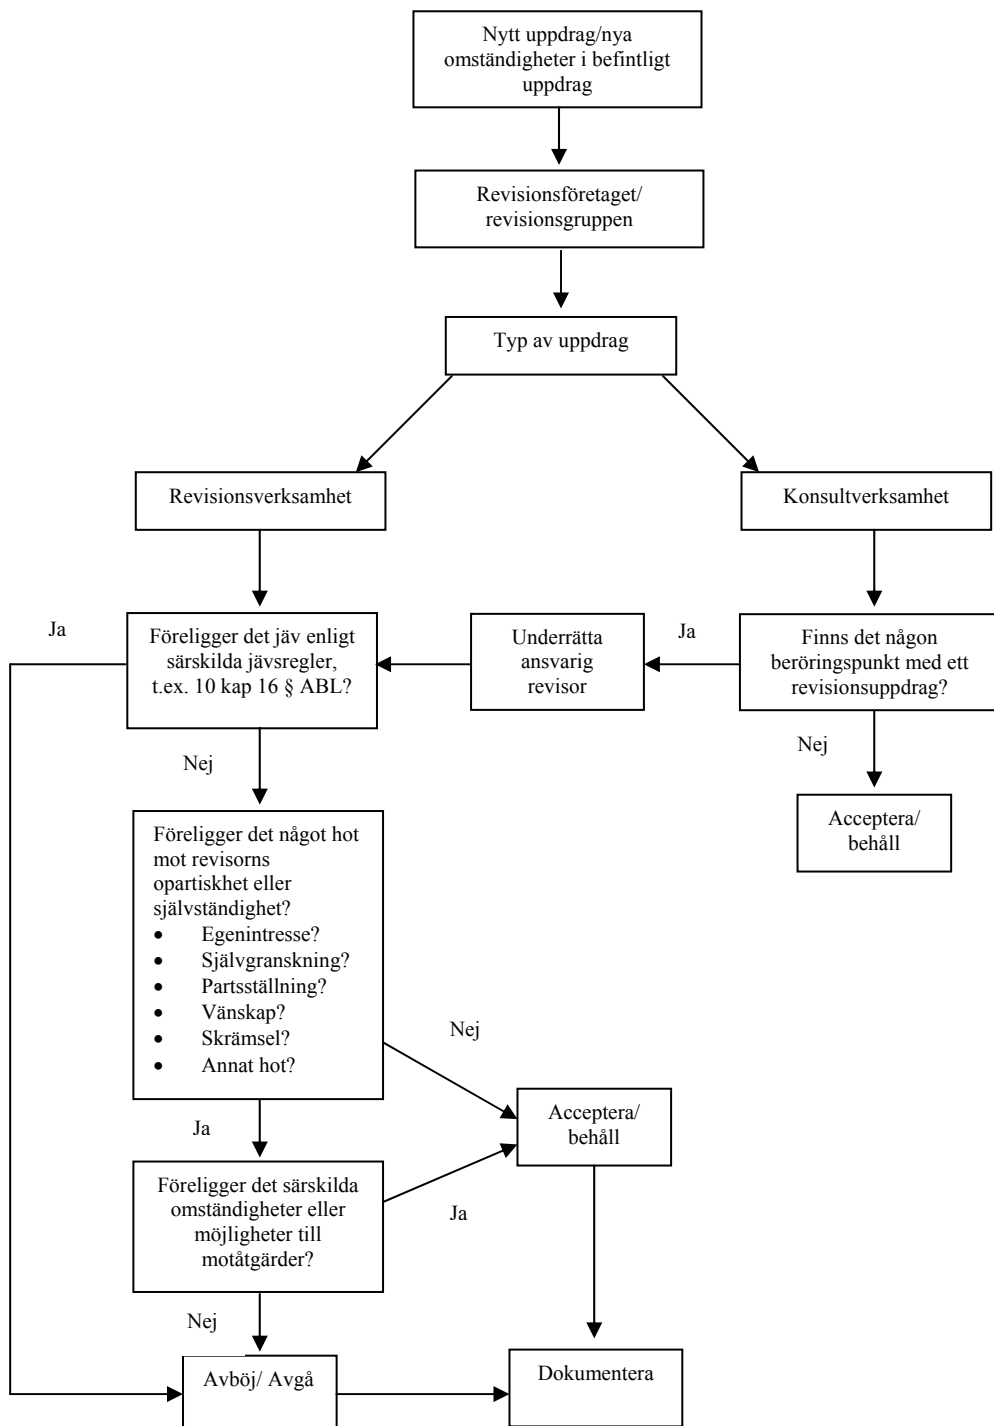 Nytt uppdrag/nya
omständigheter i befintligt
uppdrag
Revisionsföretaget/
revisionsgruppen
Typ av uppdrag
Revisionsverksamhet
Konsultverksamhet
Ja
Föreligger det jäv enligt
särskilda jävsregler,
t.ex. 10 kap 16 § ABL?
Underrätta
ansvarig
revisor
Ja
Finns det någon
beröringspunkt med ett
revisionsuppdrag?
Nej
Nej
Acceptera/
behåll
Föreligger det något hot
mot revisorns
opartiskhet eller
självständighet?
• Egenintresse?
• Självgranskning?
• Partsställning?
• Vänskap?
• Skrämsel?
• Annat hot?
Nej
Acceptera/
behåll
Ja
Föreligger det särskilda
omständigheter eller
möjligheter till
motåtgärder?
Ja
Nej
Avböj/ Avgå
Dokumentera